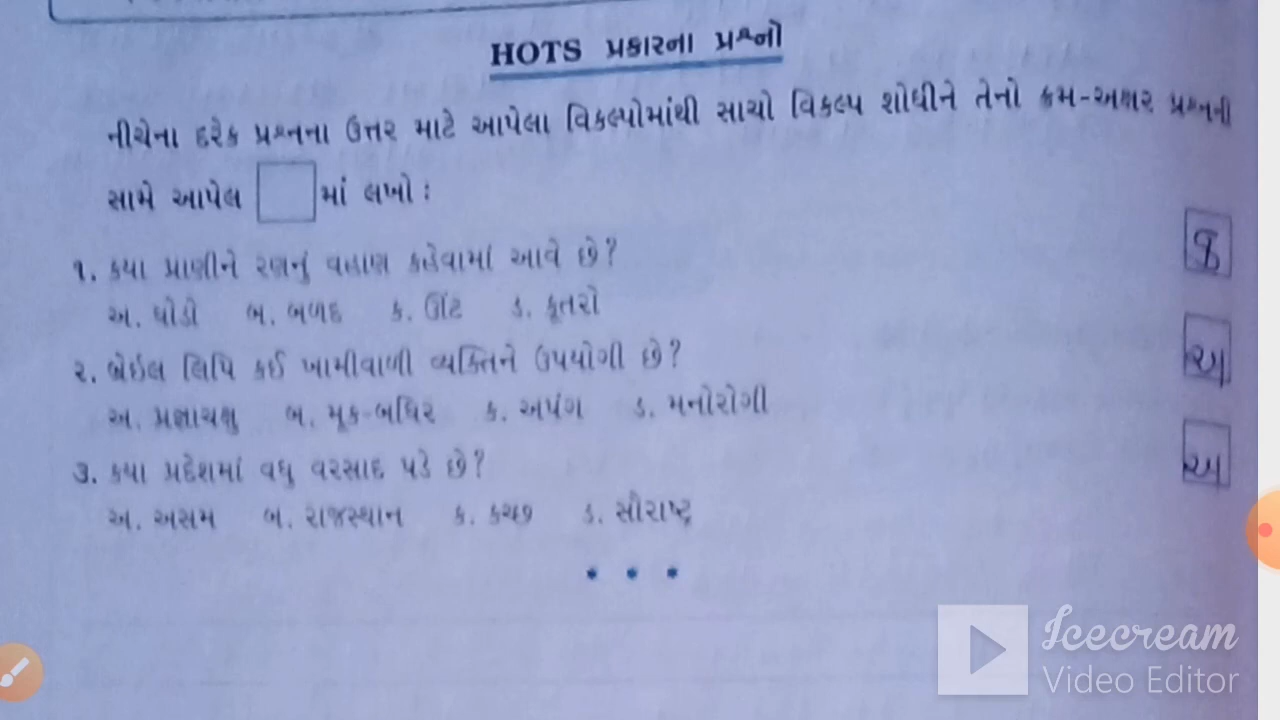 HOTS પ્રકારના પ્રશ્નો
નીચેના દરેક પ્રશ્નના ઉત્તર માટે આપેલા વિકલ્પોમાંથી સાચો વિકલ્પ શોધીને તેનો ક્રમ-અક્ષર પ્રશ્નની
સામે આપેલ માં લખો :
૧. કયા પ્રાણીને રણનું વહાણ કહેવામાં આવે છે? ક
અ. ઘોડો બ. બળદ ક. ઊંટ ડ. કૂતરો
૨. બ્રેઇલ લિપિ કઈ ખામીવાળી વ્યક્તિને ઉપયોગી છે? અ
અ. પ્રજ્ઞાચક્ષુ બ. મૂક-બધિર ક. અપંગ ડ. મનોરોગી
૩. કયા પ્રદેશમાં વધુ વરસાદ પડે છે? અ
અ. અસમ બ. રાજસ્થાન ક. કચ્છ ડ. સૌરાષ્ટ્ર
Icecream
Video Editor